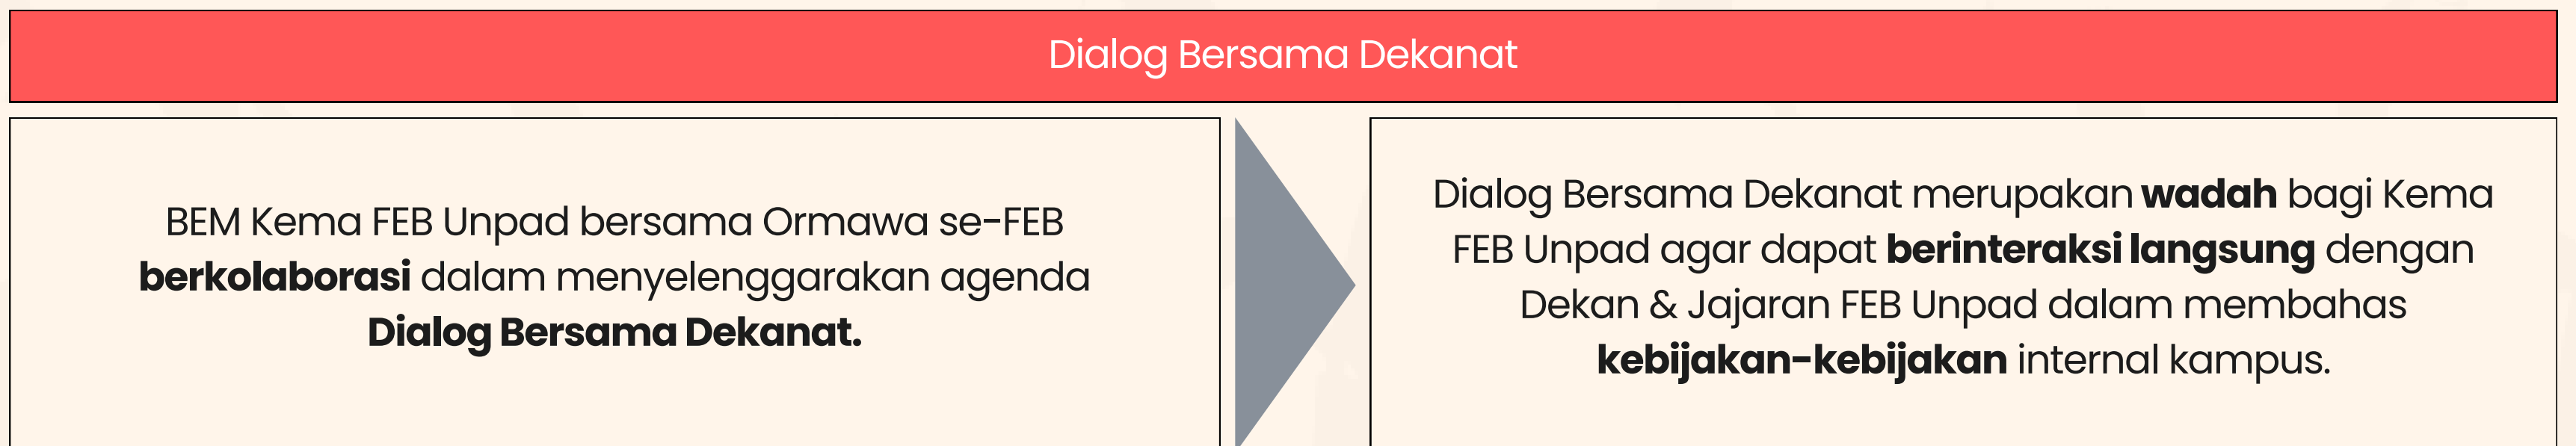 Dialog Bersama Dekanat
BEM Kema FEB Unpad bersama Ormawa se-FEB
berkolaborasi dalam menyelenggarakan agenda
Dialog Bersama Dekanat.
Dialog Bersama Dekanat merupakan wadah bagi Kema
FEB Unpad agar dapat berinteraksi langsung dengan
Dekan & Jajaran FEB Unpad dalam membahas
kebijakan-kebijakan internal kampus.